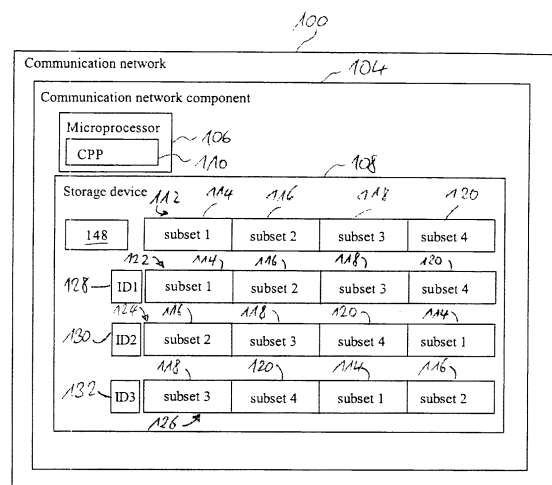 100
Communication network
104
Communication network component
Microprocessor
106
CPP
110
108
Storage device
112 114 116 118 120
148 subset 1 subset 2 subset 3 subset 4
122 114 116 118 120
128 ID1 subset 1 subset 2 subset 3 subset 4
124 116 118 120 114
130 ID2 subset 2 subset 3 subset 4 subset 1
118 120 114 116
132 ID3 subset 3 subset 4 subset 1 subset 2
126